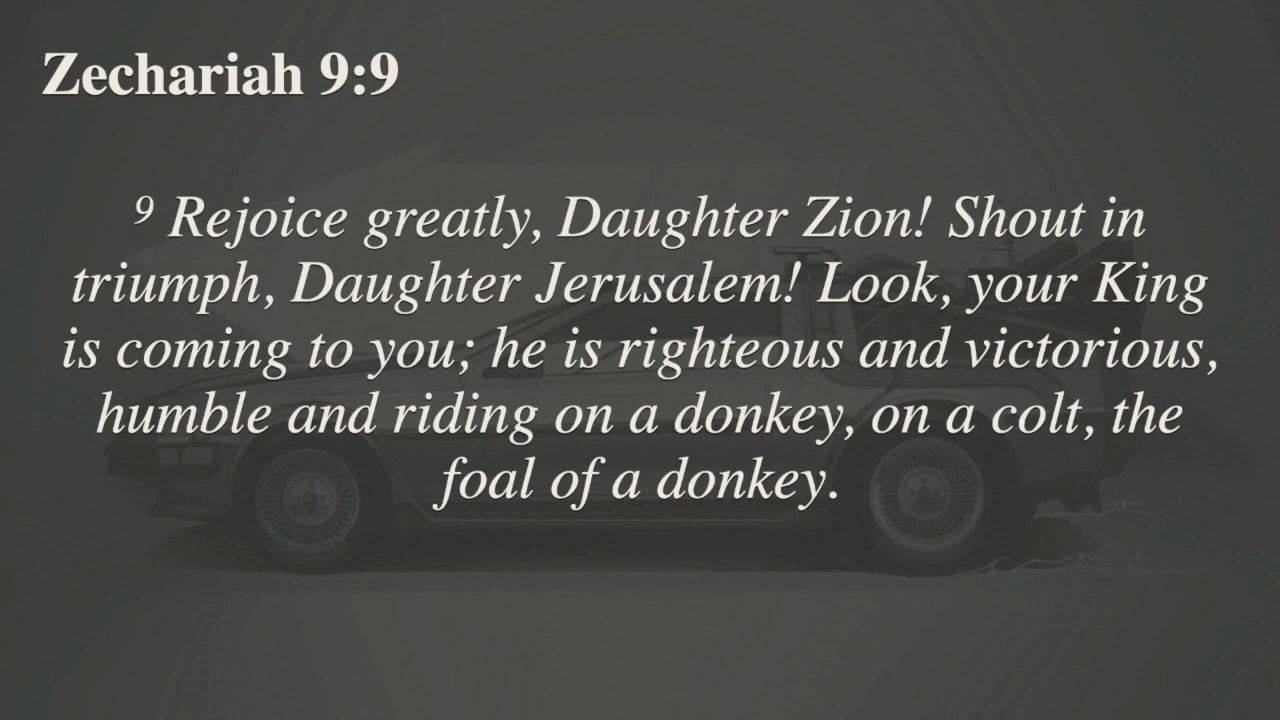 Zechariah 9:9
⁹ Rejoice greatly, Daughter Zion! Shout in
triumph, Daughter Jerusalem! Look, your King
is coming to you; he is righteous and victorious,
humble and riding on a donkey, on a colt, the
foal of a donkey.